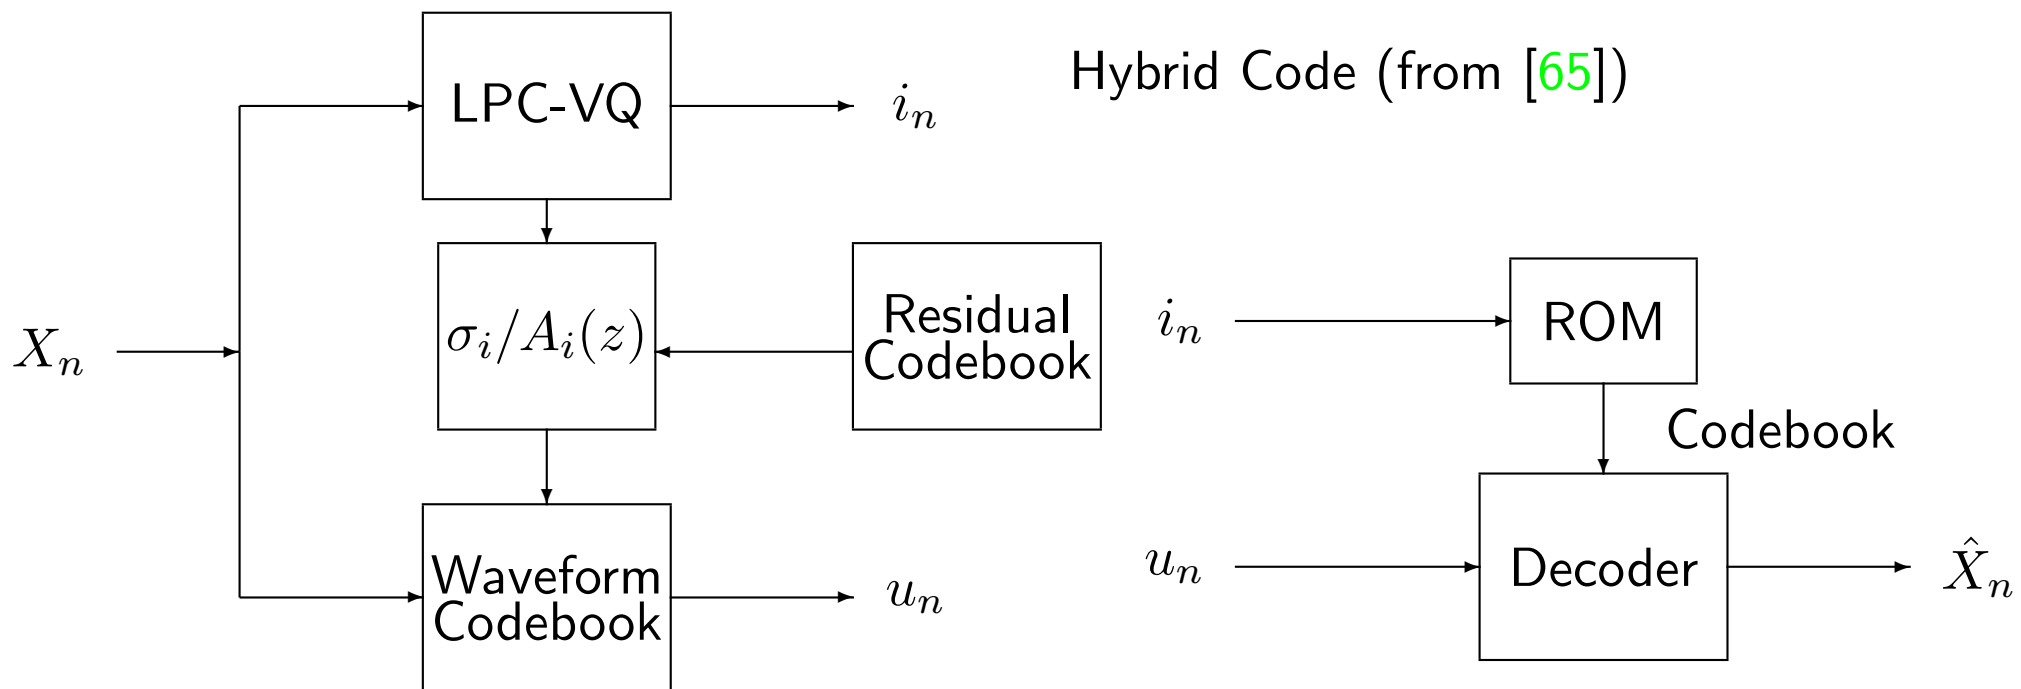 Hybrid Code (from [65])
LPC-VQ
i_n
σ_i/A_i(z)
Residual
Codebook
X_n
Waveform
Codebook
u_n
i_n
ROM
Codebook
u_n
Decoder
X̂_n